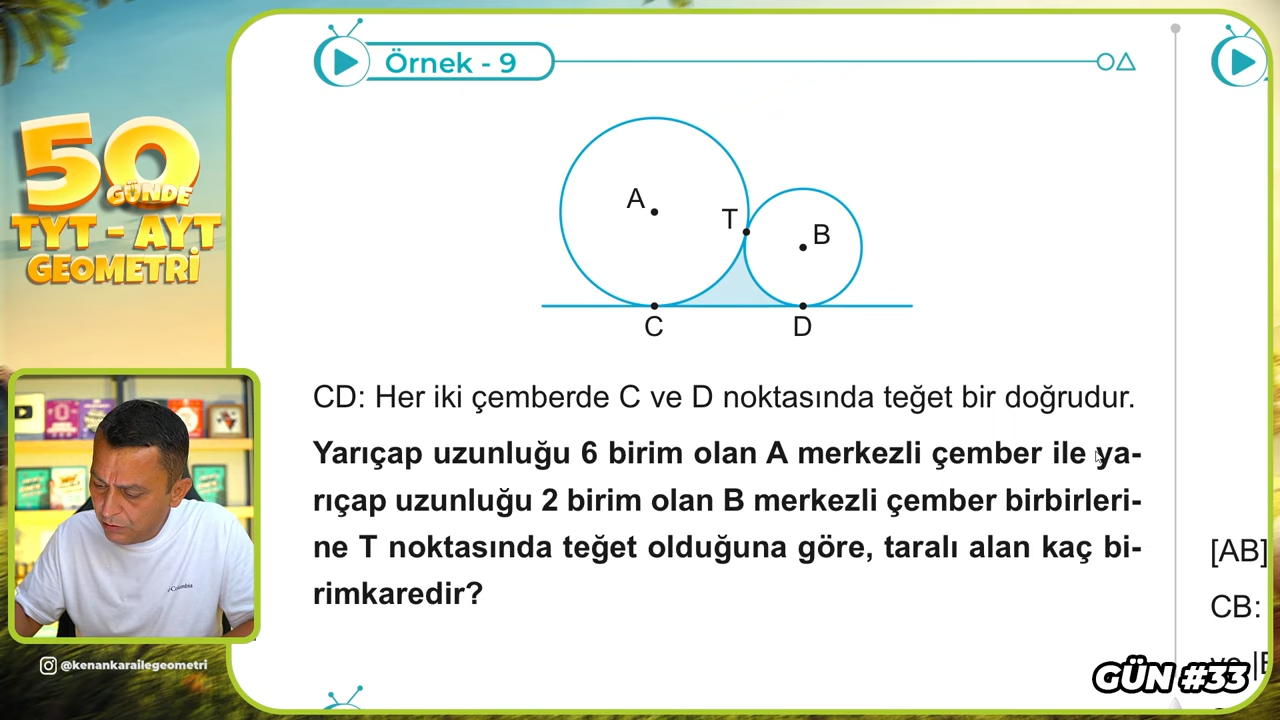 50
GÜNDE
TYT - AYT
GEOMETRİ
Örnek - 9
A
T
B
C
D
CD: Her iki çemberde C ve D noktasında teğet bir doğrudur.
Yarıçap uzunluğu 6 birim olan A merkezli çember ile ya-
rıçap uzunluğu 2 birim olan B merkezli çember birbirleri-
ne T noktasında teğet olduğuna göre, taralı alan kaç bi-
rimkaredir?
[AB]
CB:
Columbia
@kenankarailegeometri
GÜN #33